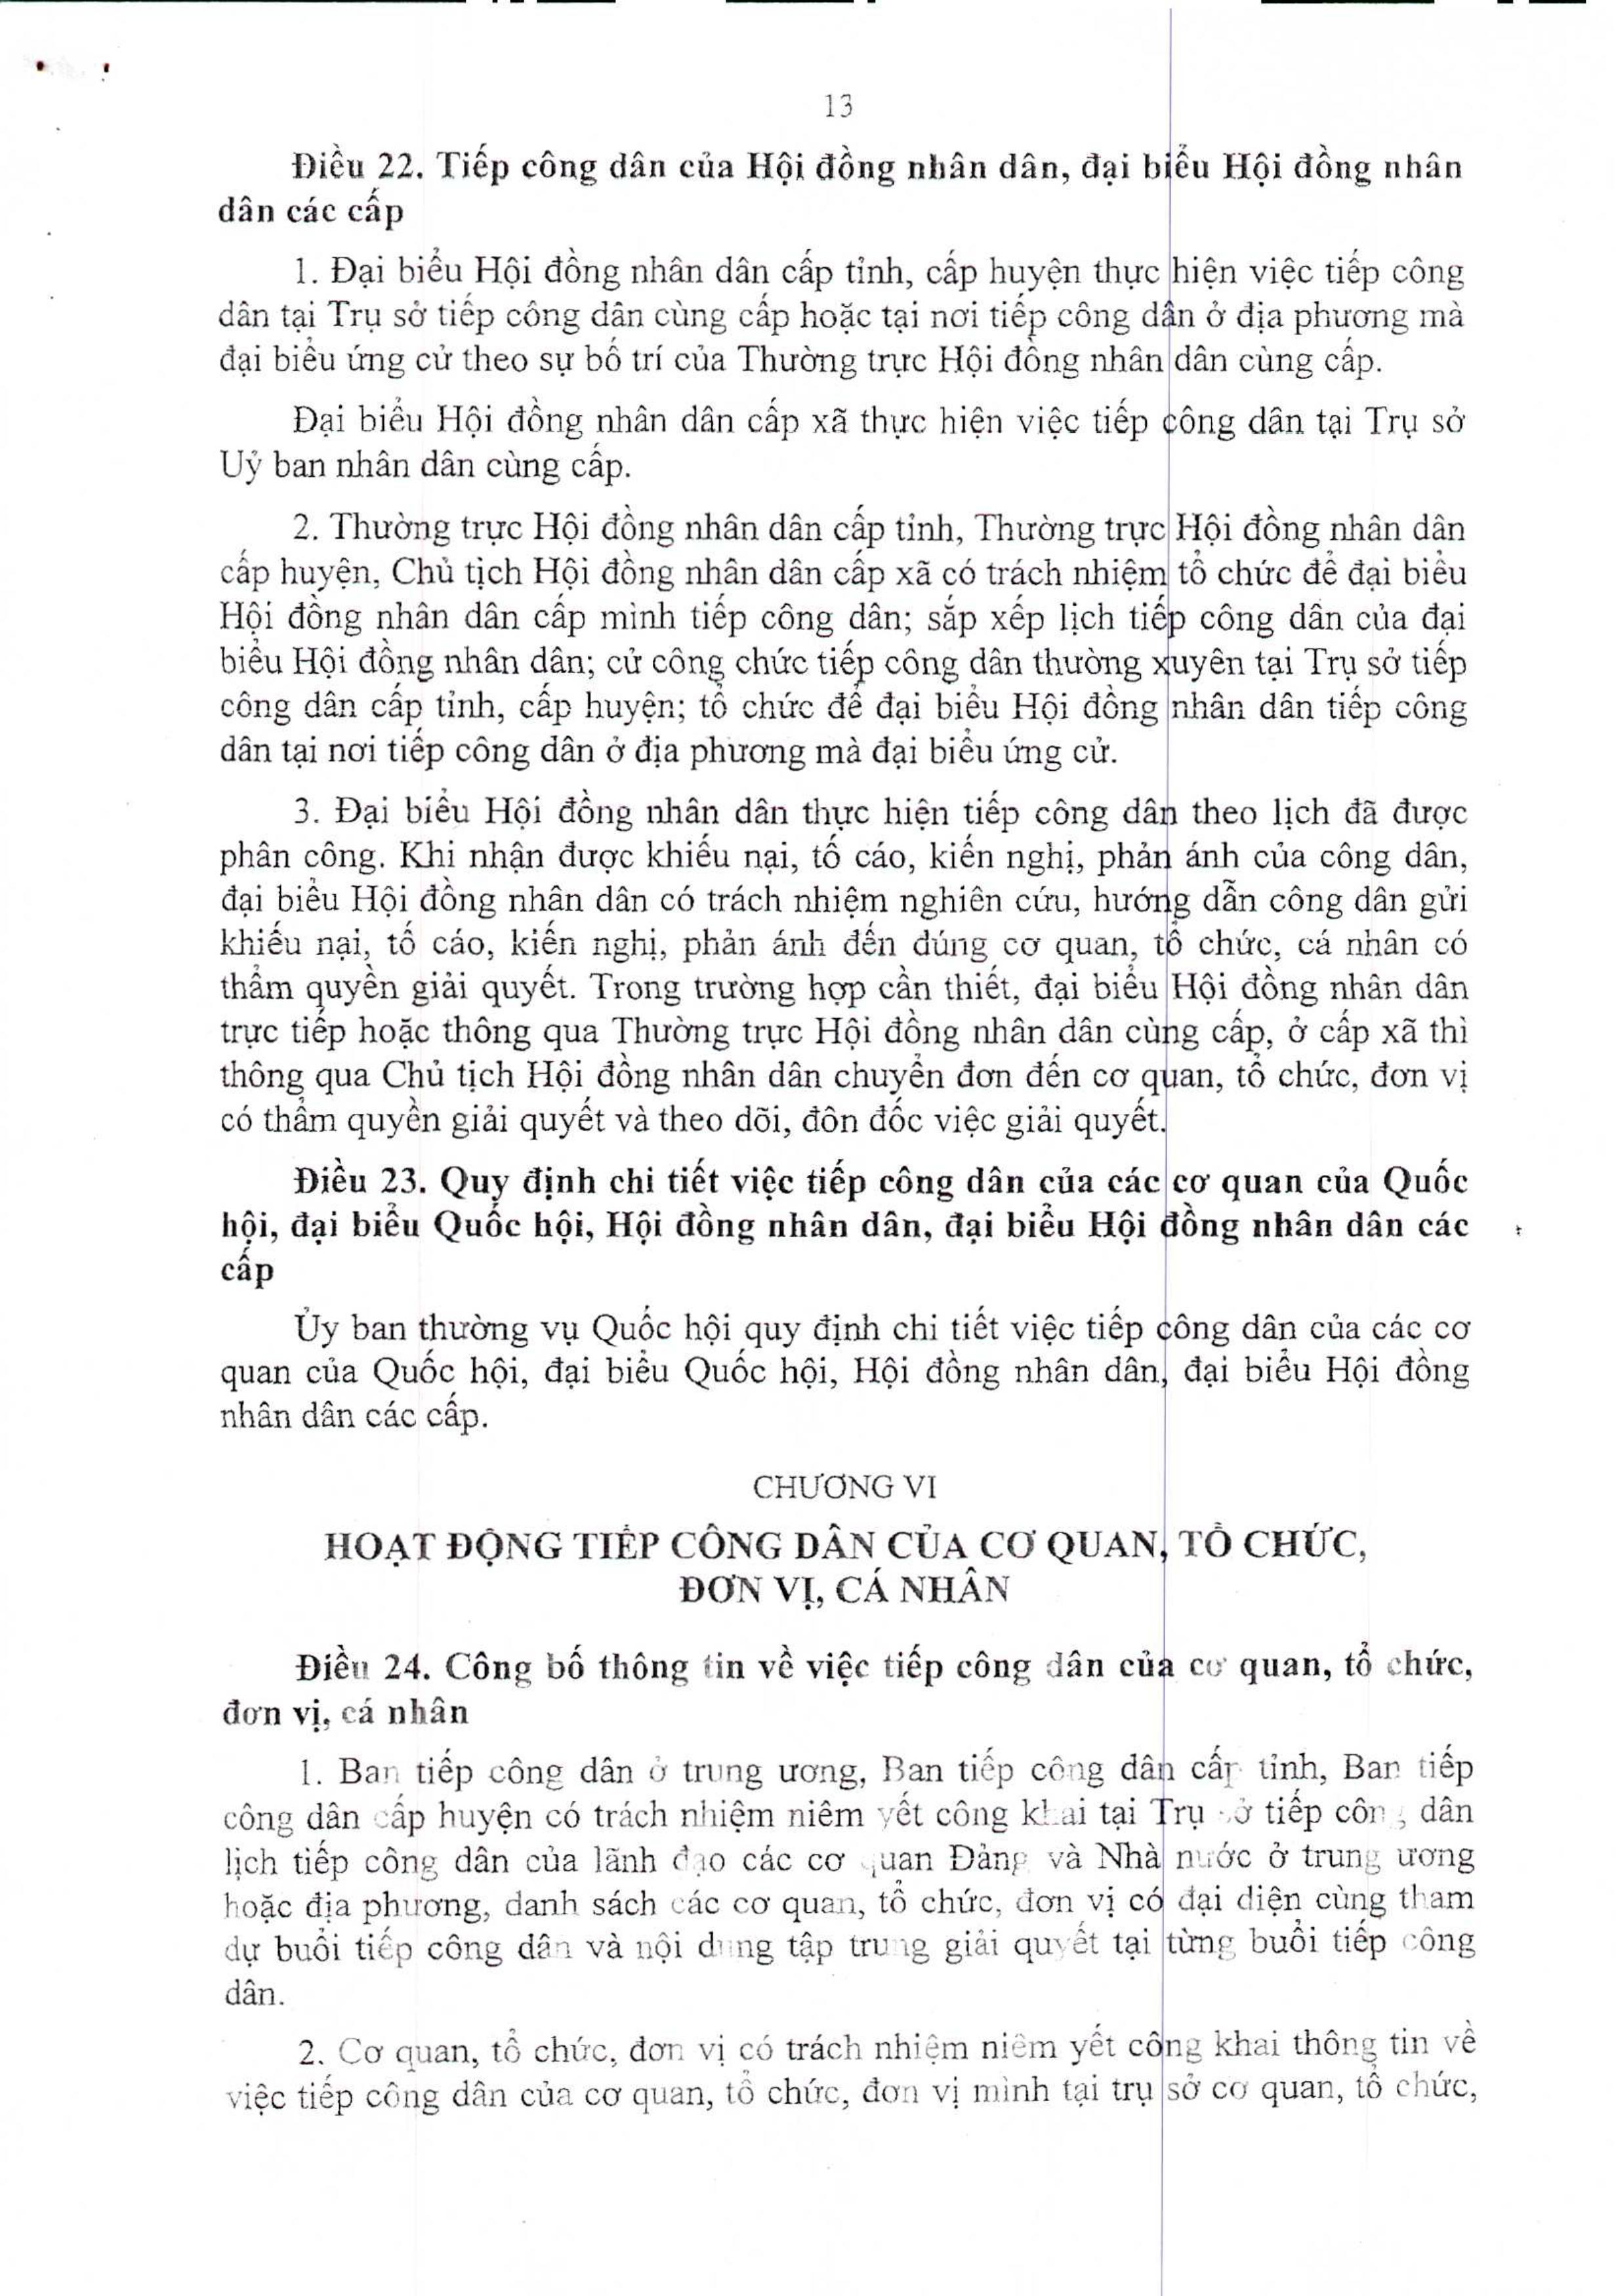 13
Điều 22. Tiếp công dân của Hội đồng nhân dân, đại biểu Hội đồng nhân
dân các cấp
1. Đại biểu Hội đồng nhân dân cấp tỉnh, cấp huyện thực hiện việc tiếp công
dân tại Trụ sở tiếp công dân cùng cấp hoặc tại nơi tiếp công dân ở địa phương mà
đại biểu ứng cử theo sự bố trí của Thường trực Hội đồng nhân dân cùng cấp.
Đại biểu Hội đồng nhân dân cấp xã thực hiện việc tiếp công dân tại Trụ sở
Uỷ ban nhân dân cùng cấp.
2. Thường trực Hội đồng nhân dân cấp tỉnh, Thường trực Hội đồng nhân dân
cấp huyện, Chủ tịch Hội đồng nhân dân cấp xã có trách nhiệm tổ chức để đại biểu
Hội đồng nhân dân cấp mình tiếp công dân; sắp xếp lịch tiếp công dân của đại
biểu Hội đồng nhân dân; cử công chức tiếp công dân thường xuyên tại Trụ sở tiếp
công dân cấp tỉnh, cấp huyện; tổ chức để đại biểu Hội đồng nhân dân tiếp công
dân tại nơi tiếp công dân ở địa phương mà đại biểu ứng cử.
3. Đại biểu Hội đồng nhân dân thực hiện tiếp công dân theo lịch đã được
phân công. Khi nhận được khiếu nại, tố cáo, kiến nghị, phản ánh của công dân,
đại biểu Hội đồng nhân dân có trách nhiệm nghiên cứu, hướng dẫn công dân gửi
khiếu nại, tố cáo, kiến nghị, phản ánh đến đúng cơ quan, tổ chức, cá nhân có
thẩm quyền giải quyết. Trong trường hợp cần thiết, đại biểu Hội đồng nhân dân
trực tiếp hoặc thông qua Thường trực Hội đồng nhân dân cùng cấp, ở cấp xã thì
thông qua Chủ tịch Hội đồng nhân dân chuyển đơn đến cơ quan, tổ chức, đơn vị
có thẩm quyền giải quyết và theo dõi, đôn đốc việc giải quyết.
Điều 23. Quy định chi tiết việc tiếp công dân của các cơ quan của Quốc
hội, đại biểu Quốc hội, Hội đồng nhân dân, đại biểu Hội đồng nhân dân các
cấp
Ủy ban thường vụ Quốc hội quy định chi tiết việc tiếp công dân của các cơ
quan của Quốc hội, đại biểu Quốc hội, Hội đồng nhân dân, đại biểu Hội đồng
nhân dân các cấp.
CHƯƠNG VI
HOẠT ĐỘNG TIẾP CÔNG DÂN CỦA CƠ QUAN, TỔ CHỨC,
ĐƠN VỊ, CÁ NHÂN
Điều 24. Công bố thông tin về việc tiếp công dân của cơ quan, tổ chức,
đơn vị, cá nhân
1. Ban tiếp công dân ở trung ương, Ban tiếp công dân cấp tỉnh, Ban tiếp
công dân cấp huyện có trách nhiệm niêm yết công khai tại Trụ sở tiếp công dân
lịch tiếp công dân của lãnh đạo các cơ quan Đảng và Nhà nước ở trung ương
hoặc địa phương, danh sách các cơ quan, tổ chức, đơn vị có đại diện cùng tham
dự buổi tiếp công dân và nội dung tập trung giải quyết tại từng buổi tiếp công
dân.
2. Cơ quan, tổ chức, đơn vị có trách nhiệm niêm yết công khai thông tin về
việc tiếp công dân của cơ quan, tổ chức, đơn vị mình tại trụ sở cơ quan, tổ chức,